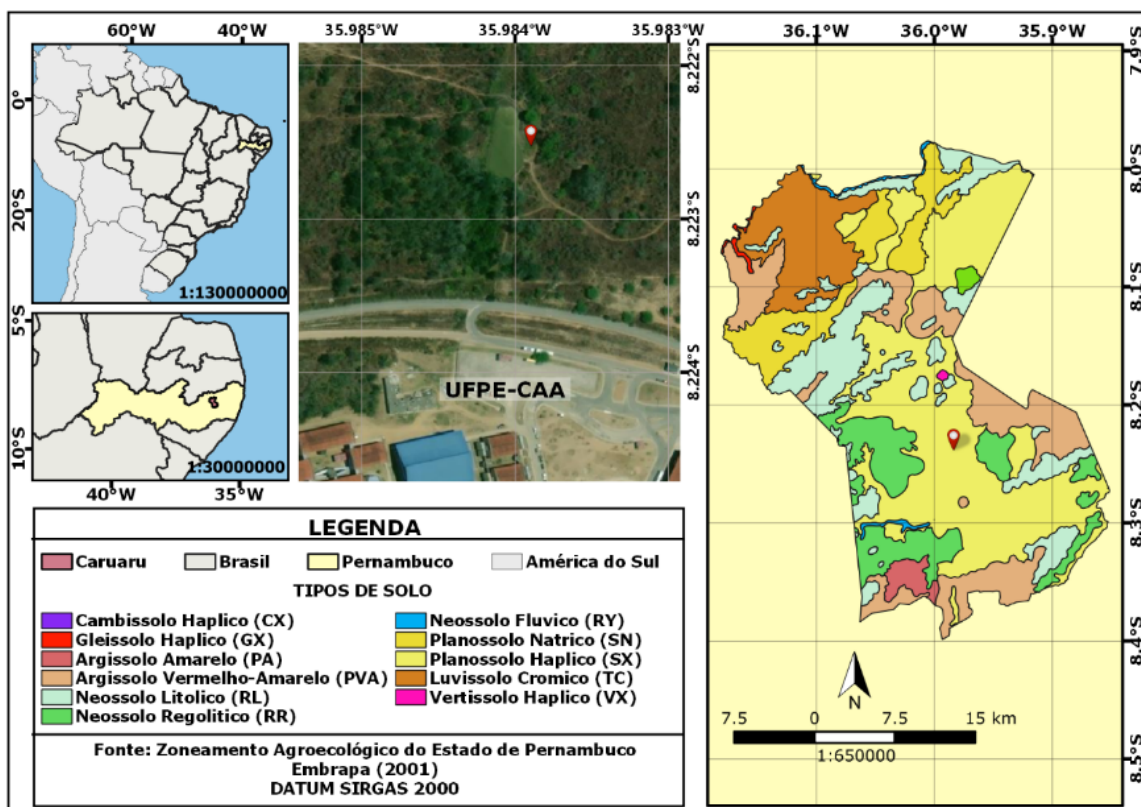 60°W
40°W
0°
20°S
1:130000000
5°S
10°S
1:30000000
40°W
35°W
35.985°W
35.984°W
35.983°W
8.222°S
8.223°S
8.224°S
UFPE-CAA
36.1°W
36.0°W
35.9°W
7.9°S
8.0°S
8.1°S
8.2°S
8.3°S
8.4°S
8.5°S
N
7.5
0
7.5
15 km
1:650000
LEGENDA
Caruaru
Brasil
Pernambuco
América do Sul
TIPOS DE SOLO
Cambissolo Haplico (CX)
Gleissolo Haplico (GX)
Argissolo Amarelo (PA)
Argissolo Vermelho-Amarelo (PVA)
Neossolo Litolico (RL)
Neossolo Regolitico (RR)
Neossolo Fluvico (RY)
Planossolo Natrico (SN)
Planossolo Haplico (SX)
Luvissolo Cromico (TC)
Vertissolo Haplico (VX)
Fonte: Zoneamento Agroecológico do Estado de Pernambuco
Embrapa (2001)
DATUM SIRGAS 2000